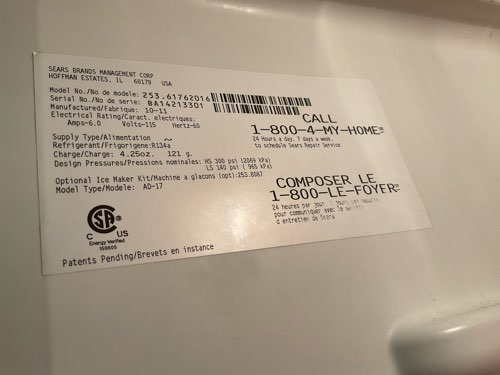 SEARS BRANDS MANAGEMENT CORP
HOFFMAN ESTATES, IL 60179 USA
Model No./No de modele: 253.61762016
Serial No./No de serie: BA14213301
Manufactured/Fabrique: 10-11
Electrical Rating/Caract. electriques:
Amps-6.0 Volts-115 Hertz-60
Supply Type/Alimentation ~
Refrigerant/Frigorigene:R134a
Charge/Charge: 4.25oz. 121 g.
Design Pressures/Pressions nominales: HS 300 psi (2069 kPa)
LS 140 psi ( 965 kPa)
Optional Ice Maker Kit/Machine a glacons (opt):253.8087
Model Type/Modele: AD-17
CALL
1-800-4-MY-HOME
24 Hours a day, 7 days a week,
to schedule Sears Repair Service
COMPOSER LE
1-800-LE-FOYER
24 heures par jour, 7 jours par
pour communiquer avec le
d'entretien de Sears
CSA
C US
Energy Verified
159805
Patents Pending/Brevets en instance